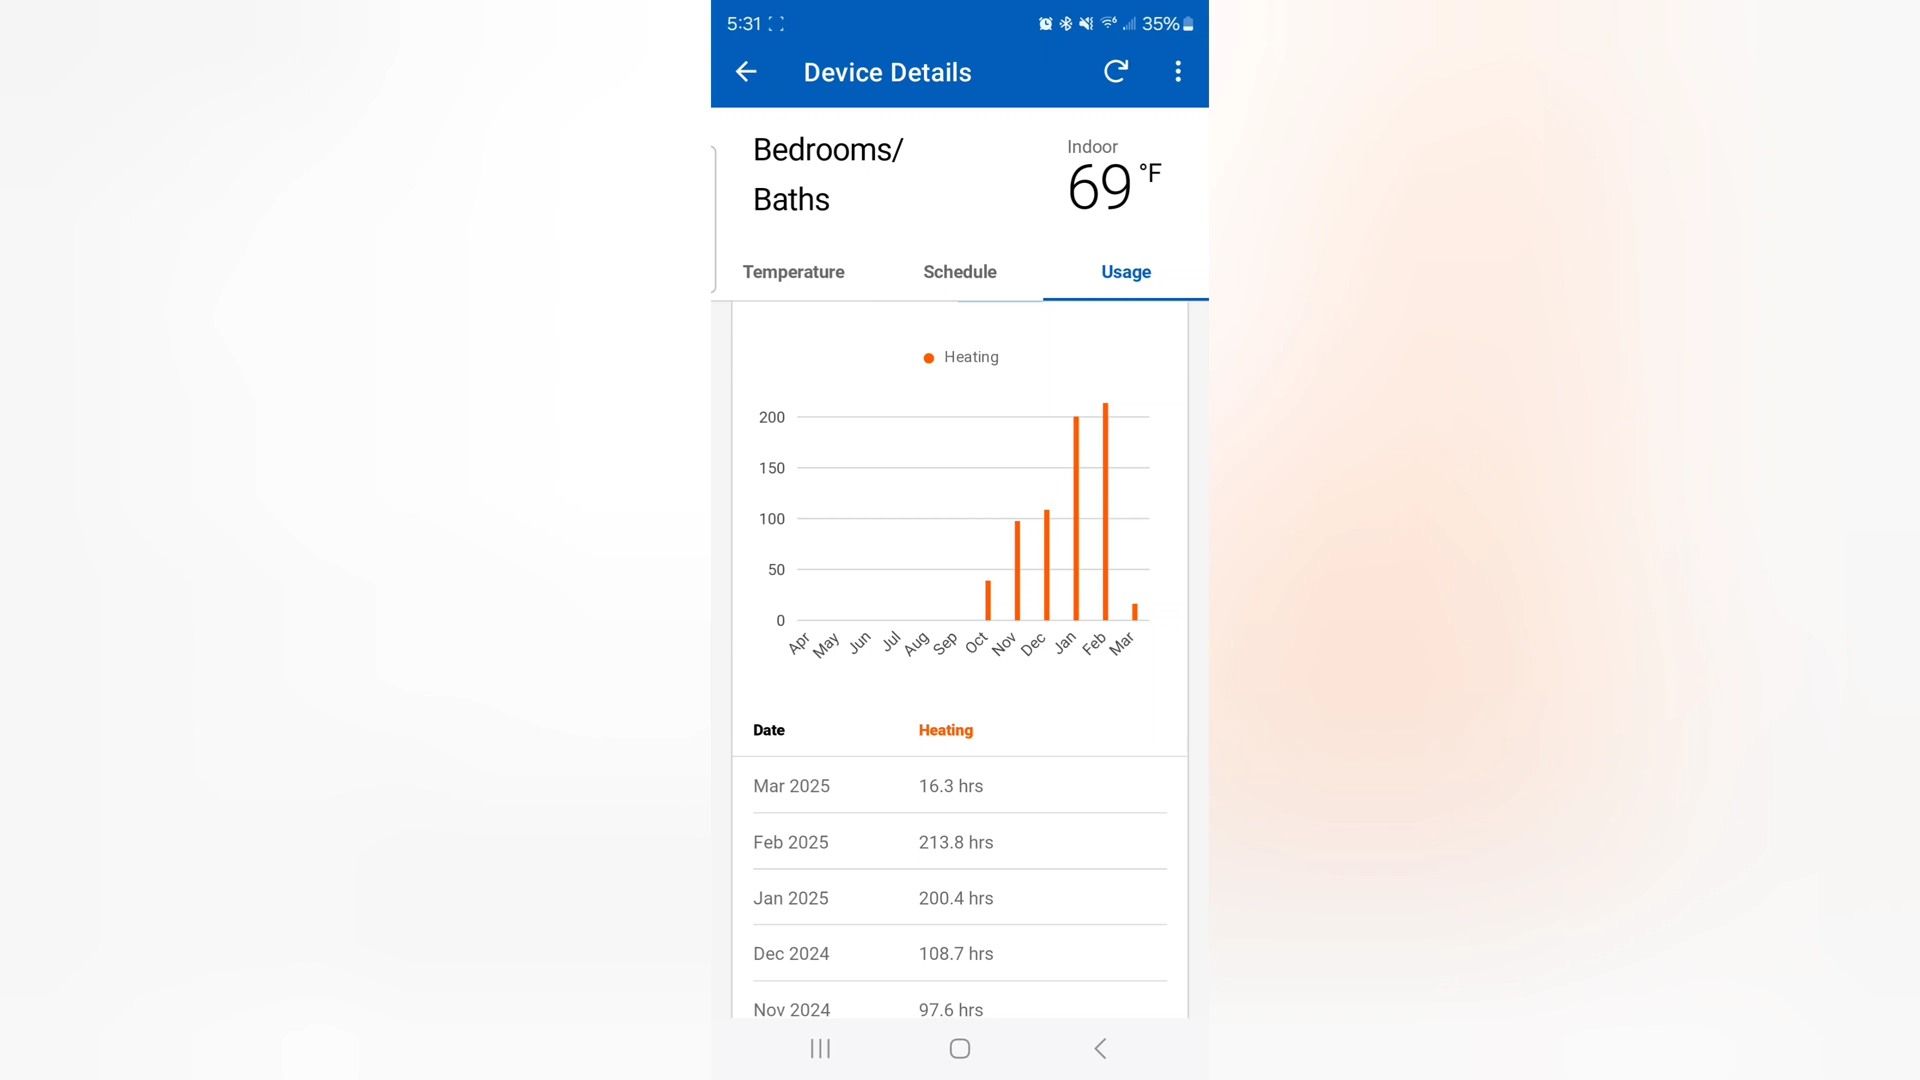 5:31 35%
Device Details
Bedrooms/
Baths
Indoor
69 °F
Temperature Schedule Usage
Heating
200
150
100
50
0
Apr May Jun Jul Aug Sep Oct Nov Dec Jan Feb Mar
Date Heating
Mar 2025 16.3 hrs
Feb 2025 213.8 hrs
Jan 2025 200.4 hrs
Dec 2024 108.7 hrs
Nov 2024 97.6 hrs